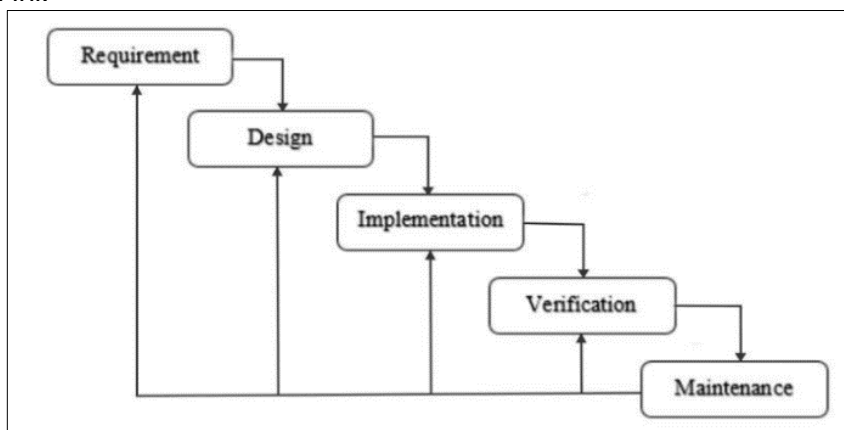 Requirement
Design
Implementation
Verification
Maintenance